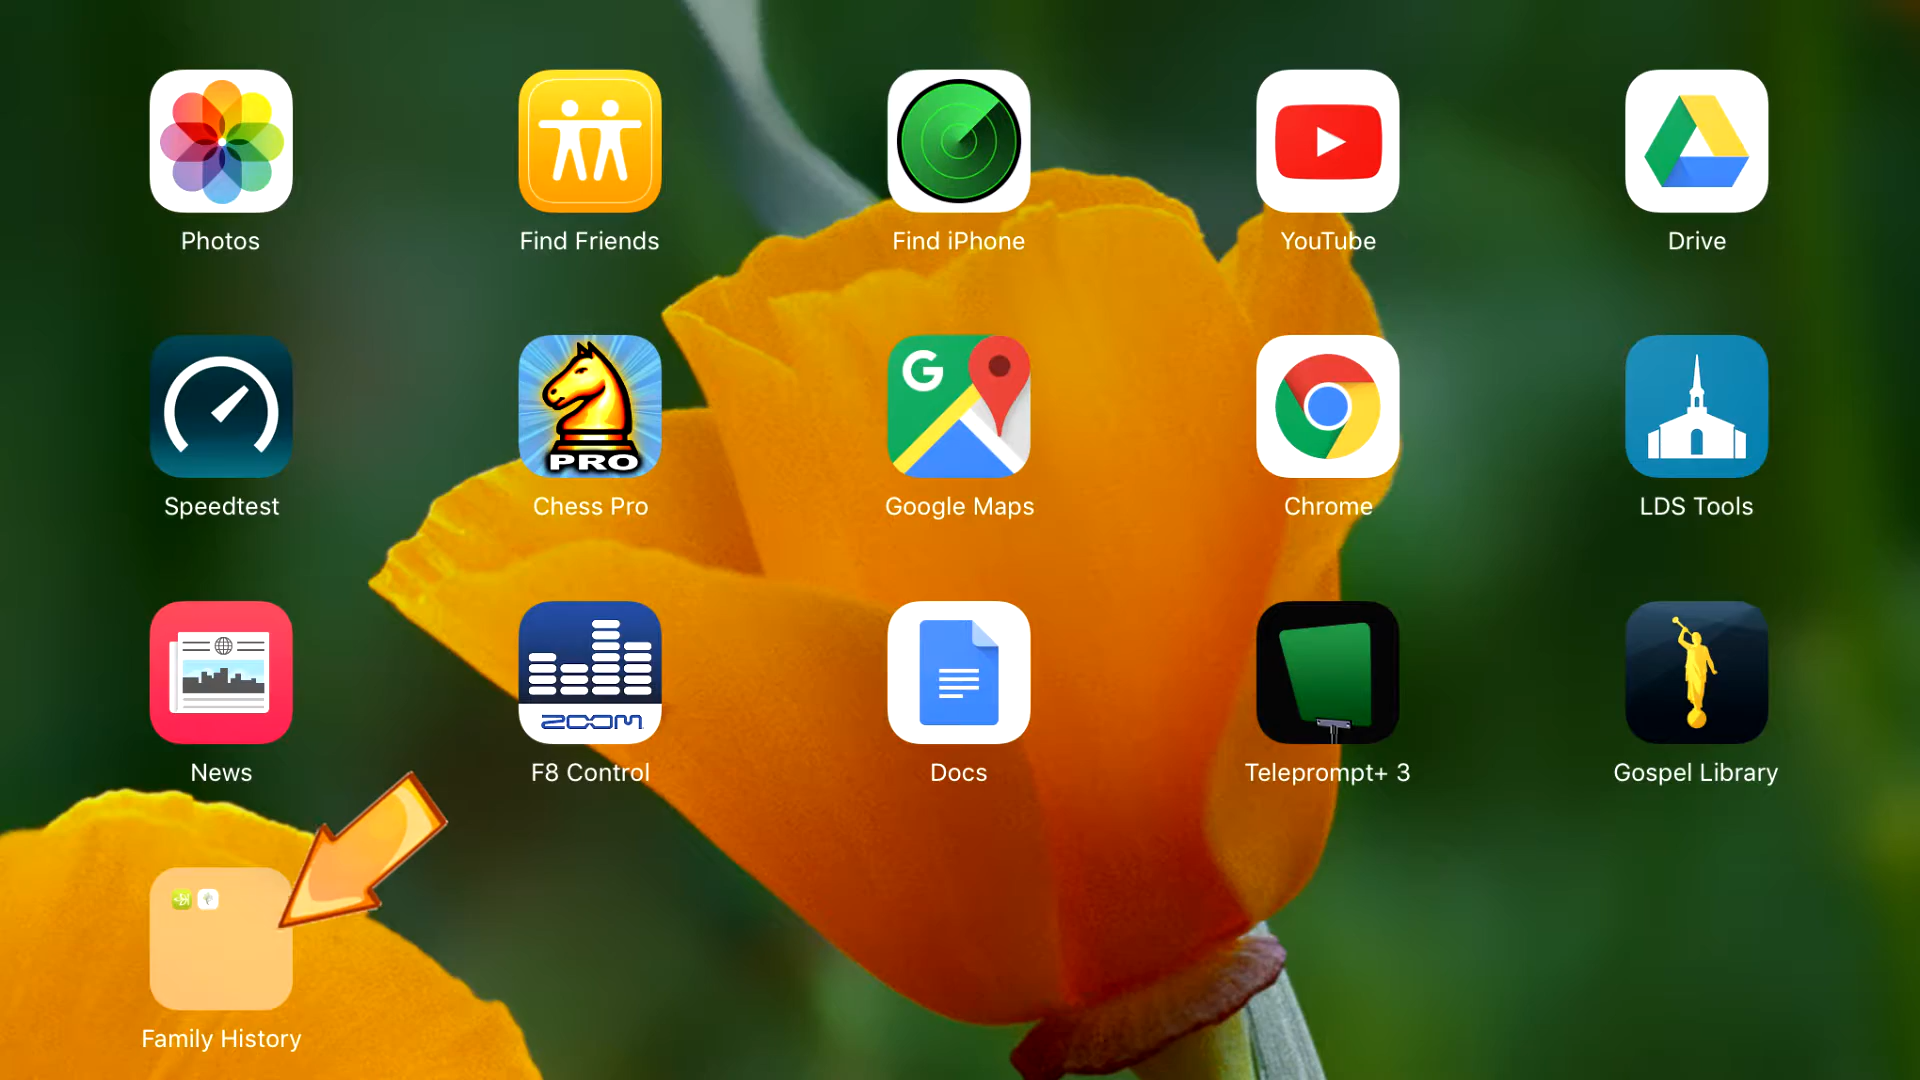 Photos
Find Friends
Find iPhone
YouTube
Drive
PRO
G
Speedtest
Chess Pro
Google Maps
Chrome
LDS Tools
ZOOM
News
F8 Control
Docs
Teleprompt+ 3
Gospel Library
Family History